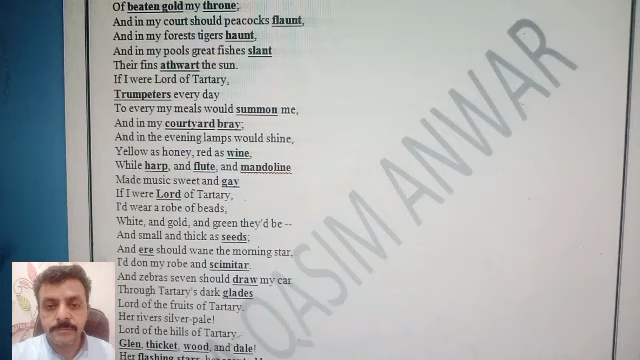 Of beaten gold my throne;
And in my court should peacocks flaunt,
And in my forests tigers haunt,
And in my pools great fishes slant
Their fins athwart the sun.
If I were Lord of Tartary,
Trumpeters every day
To every my meals would summon me,
And in my courtyard bray;
And in the evening lamps would shine,
Yellow as honey, red as wine,
While harp, and flute, and mandoline
Made music sweet and gay
If I were Lord of Tartary,
I'd wear a robe of beads,
White, and gold, and green they'd be --
And small and thick as seeds;
And ere should wane the morning star,
I'd don my robe and scimitar.
And zebras seven should draw my car
Through Tartary's dark glades
Lord of the fruits of Tartary.
Her rivers silver-pale!
Lord of the hills of Tartary.
Glen, thicket, wood, and dale!
Her flashing stars,
QASIM ANWAR